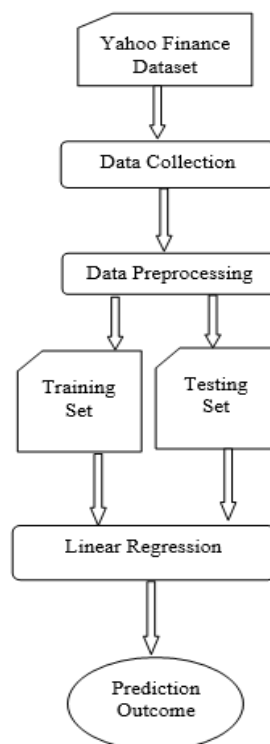 Yahoo Finance
Dataset
Data Collection
Data Preprocessing
Training
Set
Testing
Set
Linear Regression
Prediction
Outcome